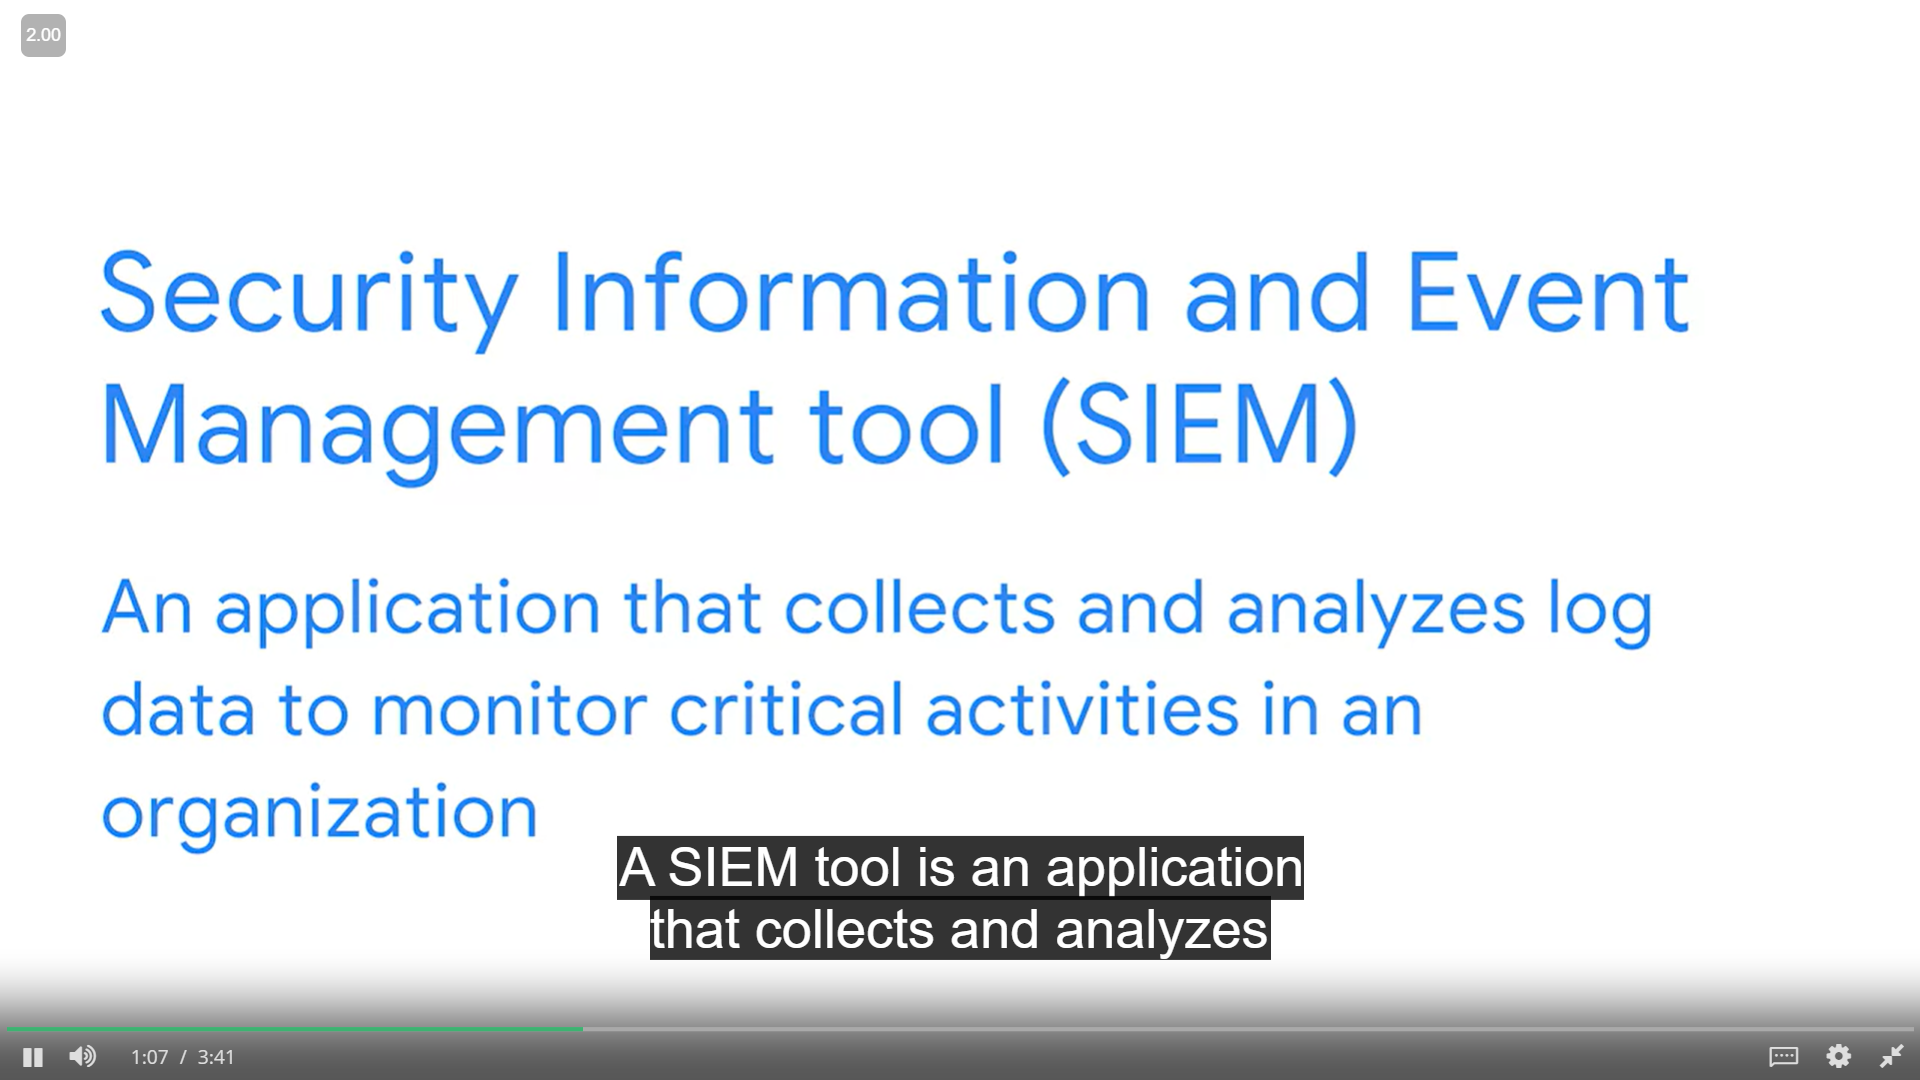 2.00
Security Information and Event
Management tool (SIEM)
An application that collects and analyzes log
data to monitor critical activities in an
organization
A SIEM tool is an application
that collects and analyzes
1:07 / 3:41